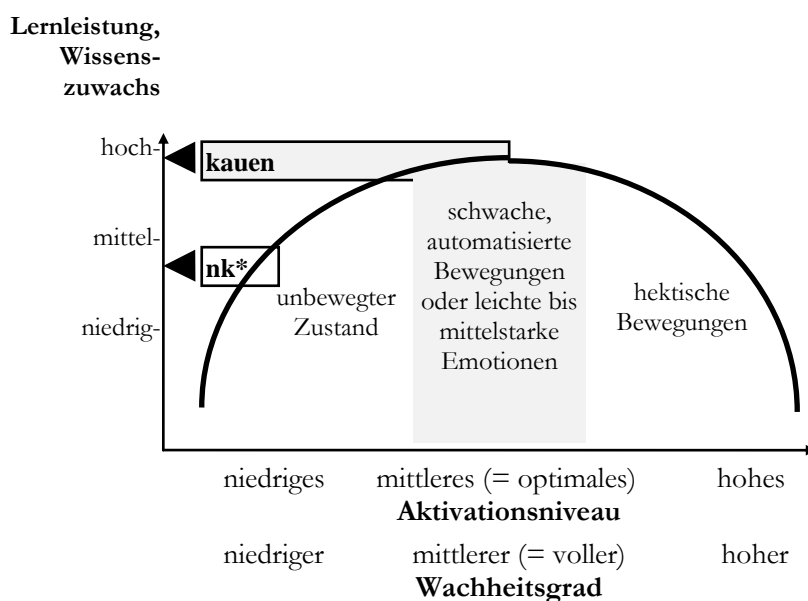 Lernleistung,
Wissens-
zuwachs
hoch-
kauen
mittel-
nk*
niedrig-
unbewegter
Zustand
schwache,
automatisierte
Bewegungen
oder leichte bis
mittelstarke
Emotionen
hektische
Bewegungen
niedriges mittleres (= optimales) hohes
Aktivationsniveau
niedriger mittlerer (= voller) hoher
Wachheitsgrad